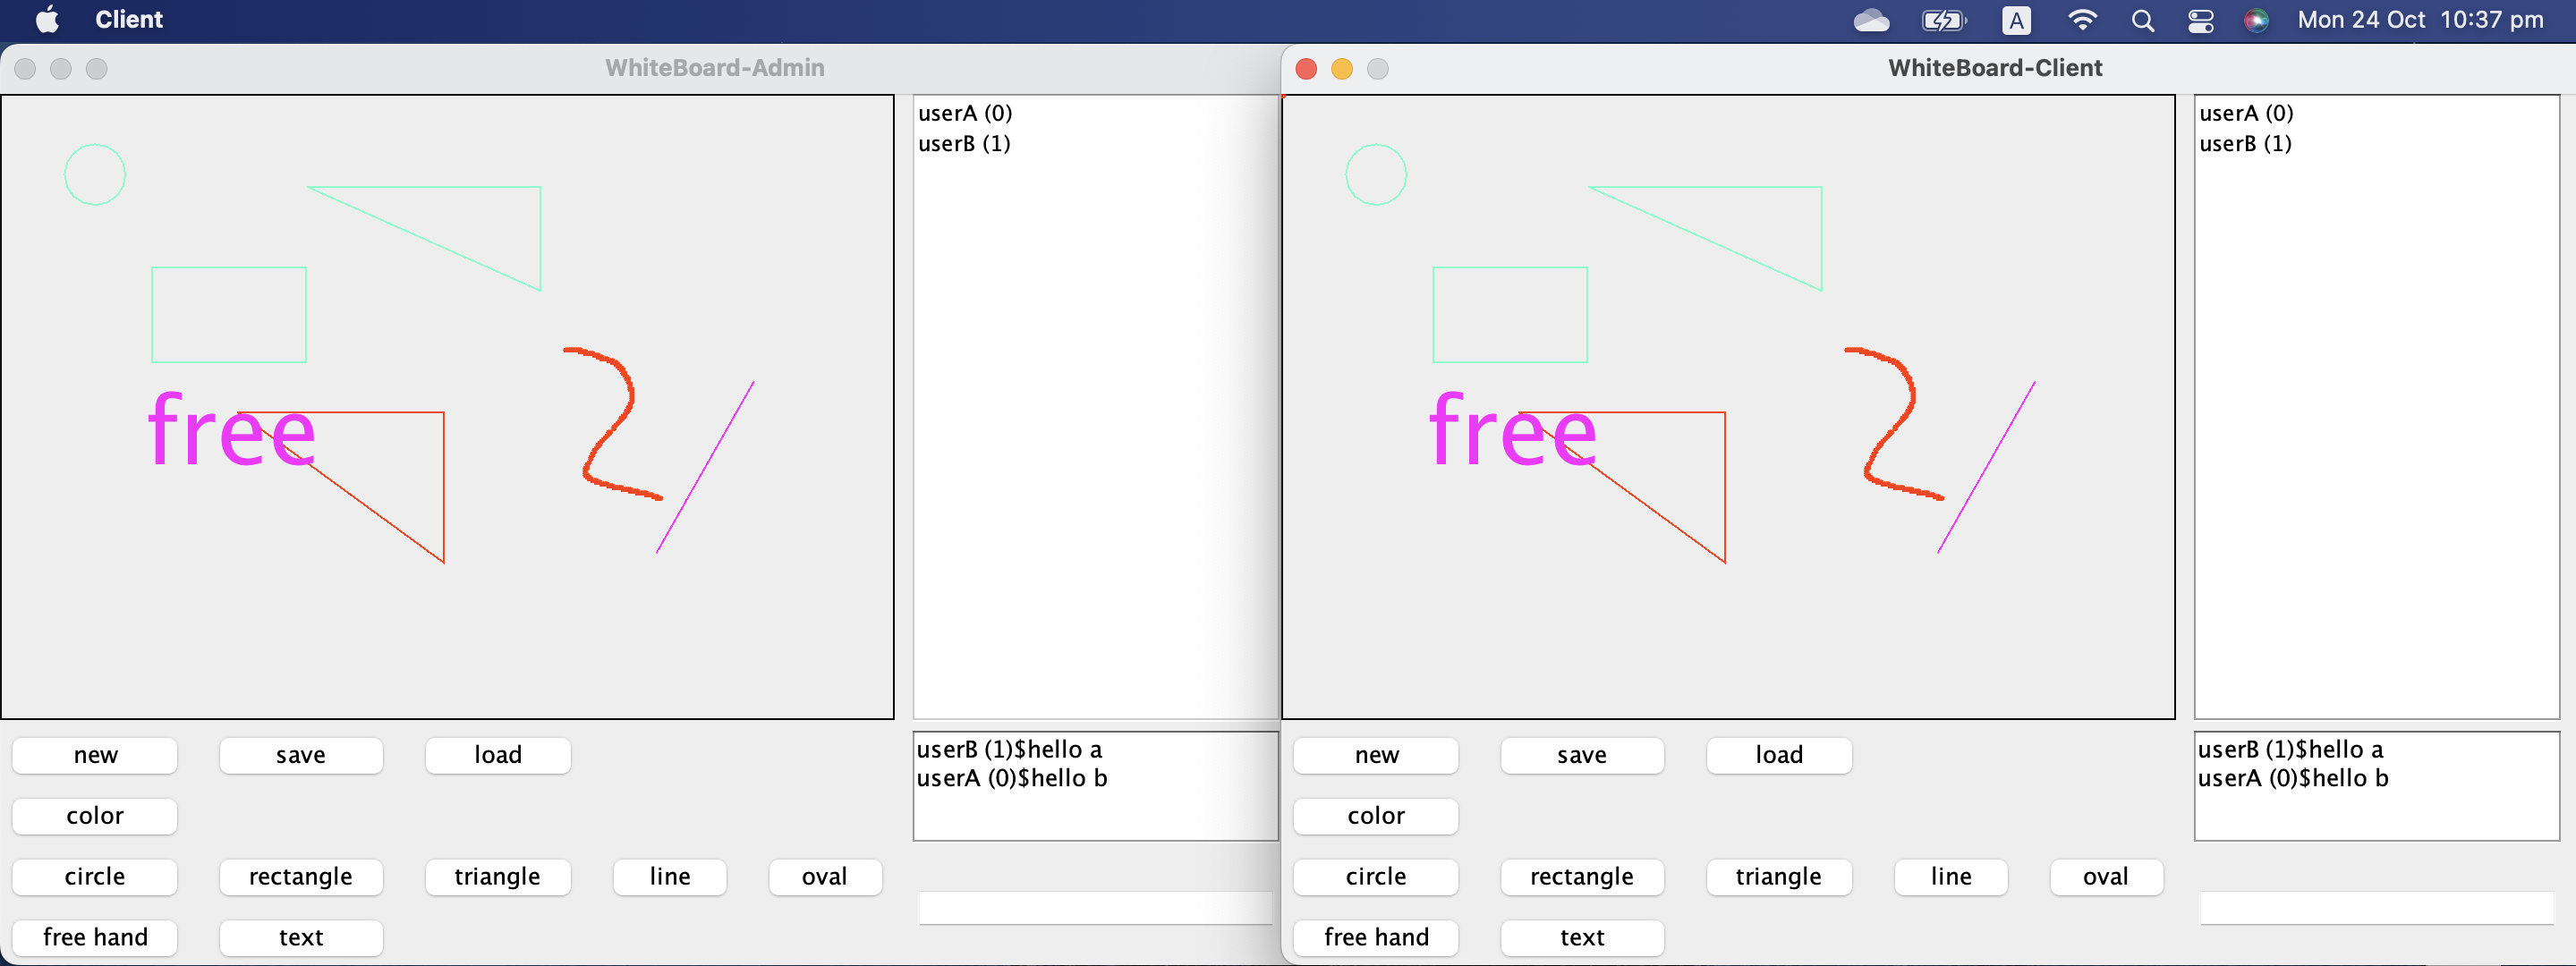 Client
A
Mon 24 Oct 10:37 pm
WhiteBoard-Admin
userA (0)
userB (1)
free
new
save
load
color
circle
rectangle
triangle
line
oval
free hand
text
userB (1)$hello a
userA (0)$hello b
WhiteBoard-Client
userA (0)
userB (1)
free
new
save
load
color
circle
rectangle
triangle
line
oval
free hand
text
userB (1)$hello a
userA (0)$hello b